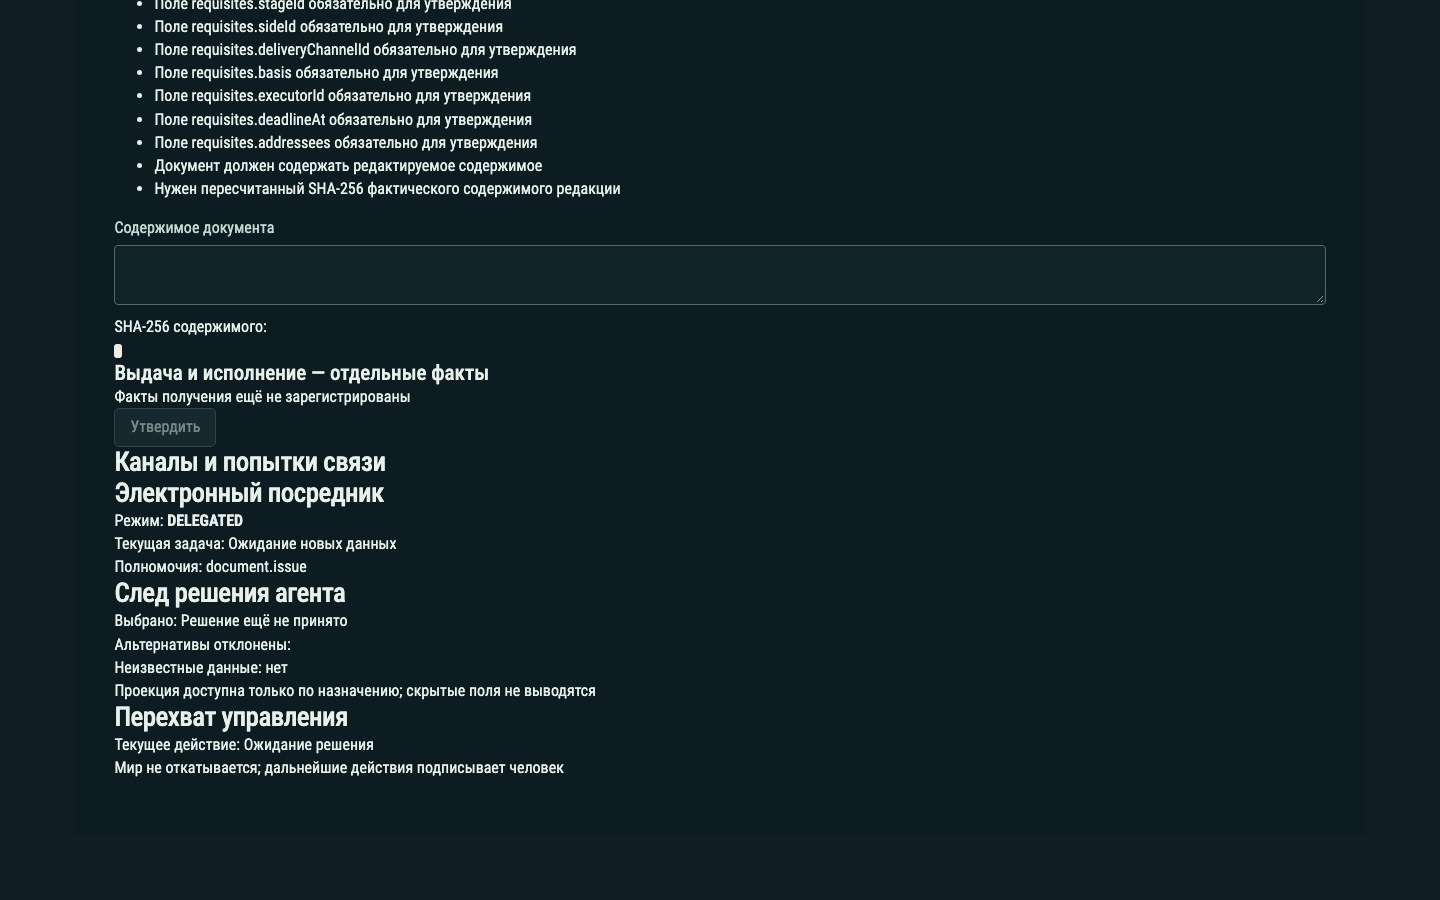 Поле requisites.stageId обязательно для утверждения
Поле requisites.sideId обязательно для утверждения
Поле requisites.deliveryChannelId обязательно для утверждения
Поле requisites.basis обязательно для утверждения
Поле requisites.executorId обязательно для утверждения
Поле requisites.deadlineAt обязательно для утверждения
Поле requisites.addressees обязательно для утверждения
Документ должен содержать редактируемое содержимое
Нужен пересчитанный SHA-256 фактического содержимого редакции
Содержимое документа
SHA-256 содержимого:
Выдача и исполнение — отдельные факты
Факты получения ещё не зарегистрированы
Утвердить
Каналы и попытки связи
Электронный посредник
Режим: DELEGATED
Текущая задача: Ожидание новых данных
Полномочия: document.issue
След решения агента
Выбрано: Решение ещё не принято
Альтернативы отклонены:
Неизвестные данные: нет
Проекция доступна только по назначению; скрытые поля не выводятся
Перехват управления
Текущее действие: Ожидание решения
Мир не откатывается; дальнейшие действия подписывает человек